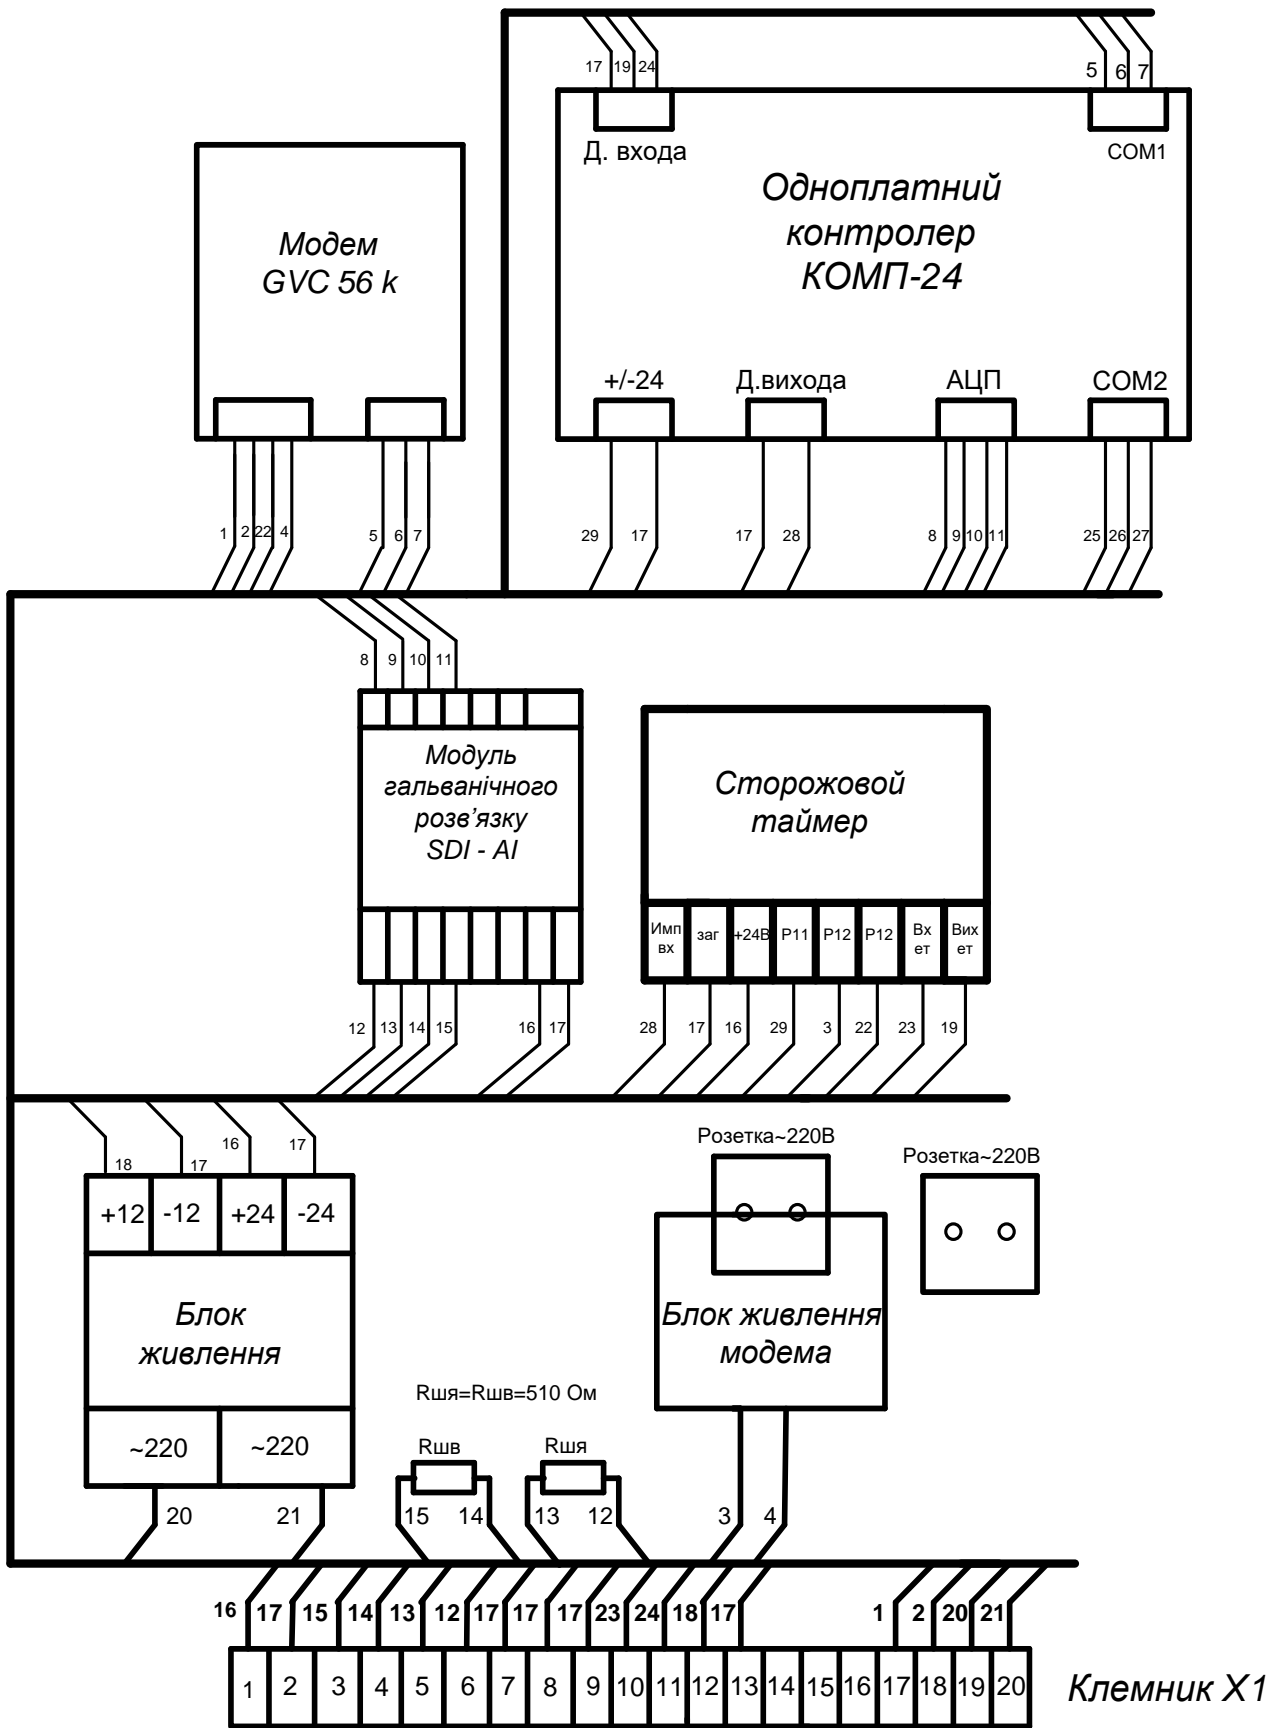 17 19 24
5 6 7
Д. входа
COM1
Одноплатний
контролер
КОМП-24
Модем
GVC 56 k
+/-24
Д.вихода
АЦП
COM2
1 2 22 4
5 6 7
29 17
17 28
8 9 10 11
25 26 27
8 9 10 11
Модуль
гальванічного
розв'язку
SDI - AI
Сторожовой
таймер
Имп
вх
заг
+24В
P11
P12
P12
Вх
ет
Вих
ет
12 13 14 15 16 17
28 17 16 29 3 22 23 19
18 17 16 17
+12 -12 +24 -24
Блок
живлення
~220 ~220
20 21
Розетка~220В
Розетка~220В
Блок живлення
модема
Rшя=Rшв=510 Ом
Rшв
Rшя
15 14
13 12
3 4
16 17 15 14 13 12 17 17 17 23 24 18 17 1 2 20 21
1 2 3 4 5 6 7 8 9 10 11 12 13 14 15 16 17 18 19 20
Клемник X1